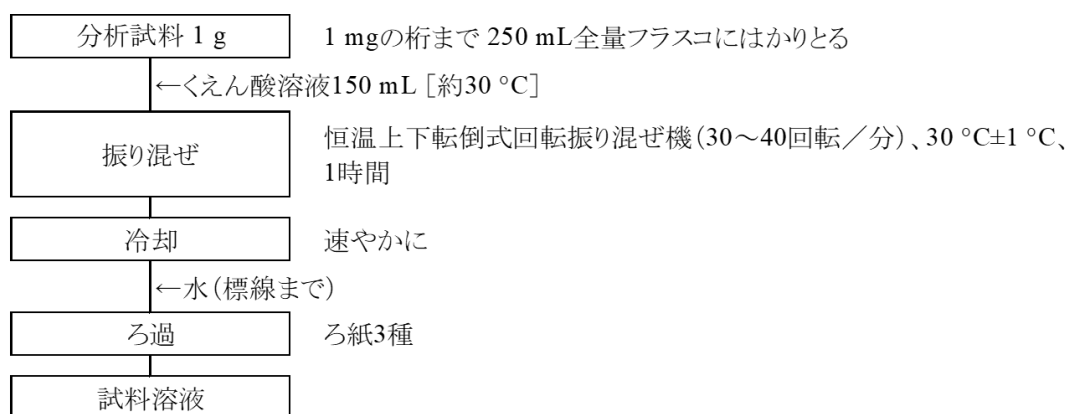 分析試料 1 g
1 mgの桁まで 250 mL全量フラスコにはかりとる
←くえん酸溶液150 mL [約30 °C]
振り混ぜ
恒温上下転倒式回転振り混ぜ機(30~40回転/分)、30 °C±1 °C、
1時間
冷却
速やかに
←水(標線まで)
ろ過
ろ紙3種
試料溶液